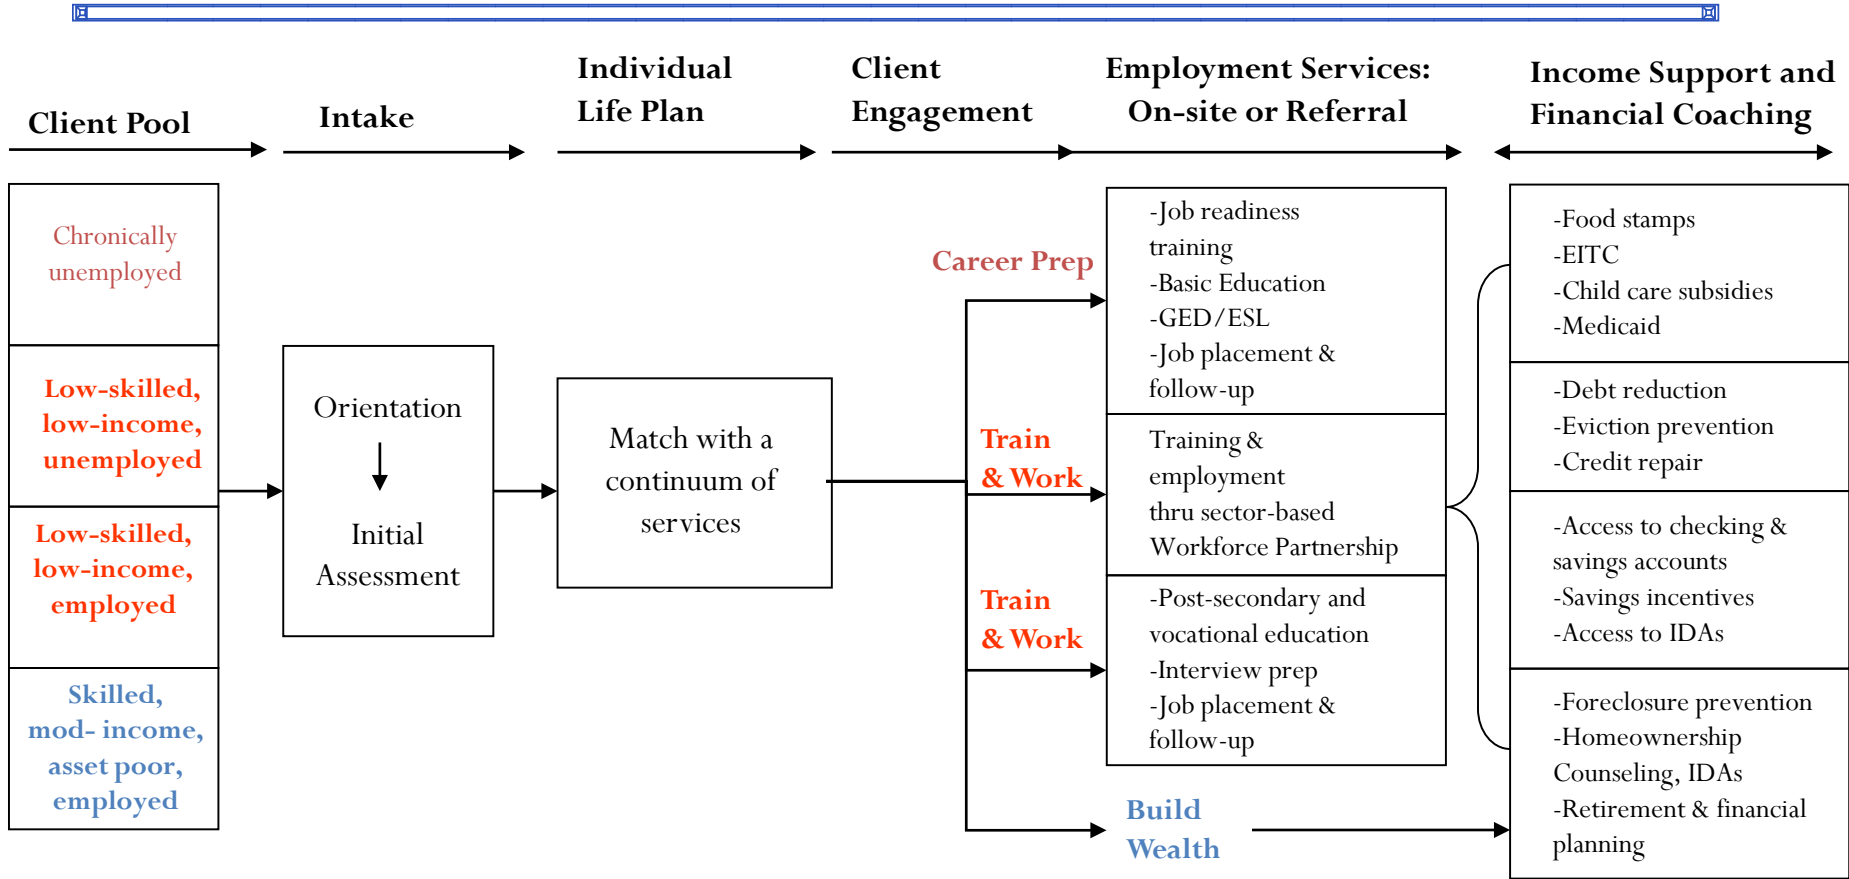 Client Pool
Intake
Individual
Life Plan
Client
Engagement
Employment Services:
On-site or Referral
Income Support and
Financial Coaching
Chronically
unemployed
Low-skilled,
low-income,
unemployed
Low-skilled,
low-income,
employed
Skilled,
mod- income,
asset poor,
employed
Orientation
Initial
Assessment
Match with a
continuum of
services
Career Prep
Train
& Work
Train
& Work
Build
Wealth
-Job readiness
training
-Basic Education
-GED/ESL
-Job placement &
follow-up
Training &
employment
thru sector-based
Workforce Partnership
-Post-secondary and
vocational education
-Interview prep
-Job placement &
follow-up
-Food stamps
-EITC
-Child care subsidies
-Medicaid
-Debt reduction
-Eviction prevention
-Credit repair
-Access to checking &
savings accounts
-Savings incentives
-Access to IDAs
-Foreclosure prevention
-Homeownership
Counseling, IDAs
-Retirement & financial
planning